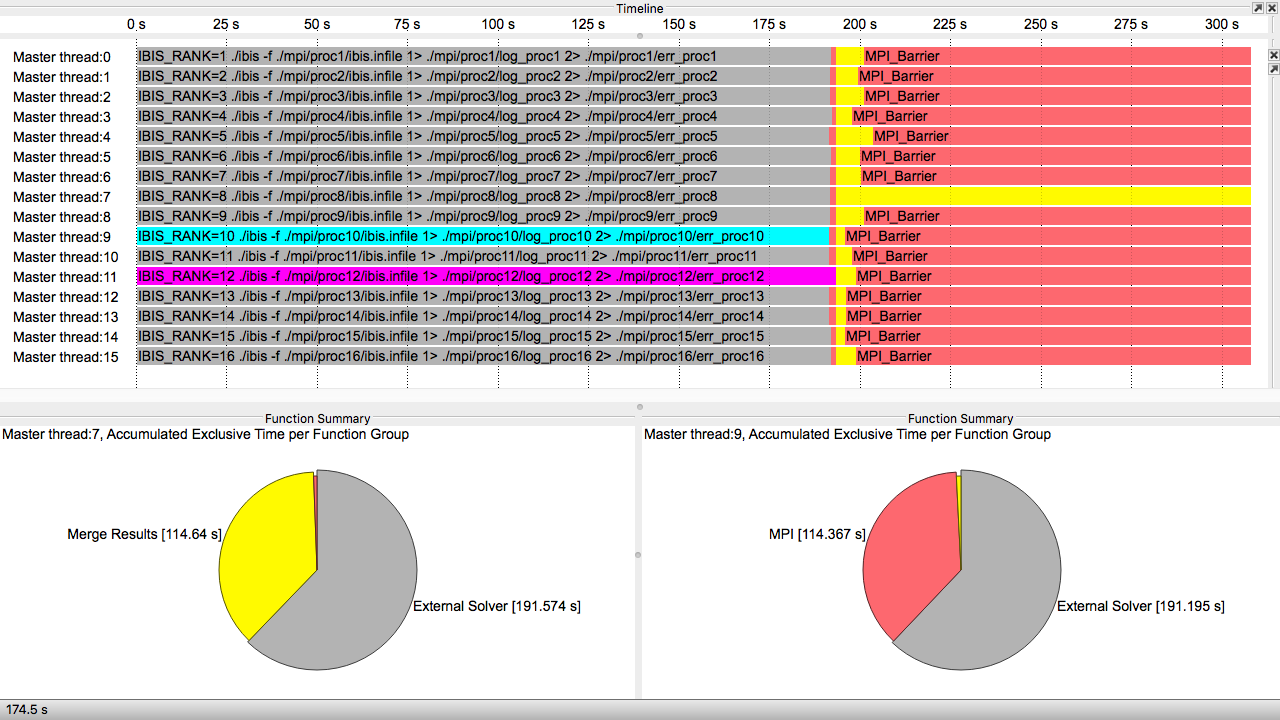 Timeline
0 s 25 s 50 s 75 s 100 s 125 s 150 s 175 s 200 s 225 s 250 s 275 s 300 s
Master thread:0 IBIS_RANK=1 ./ibis -f ./mpi/proc1/ibis.infile 1> ./mpi/proc1/log_proc1 2> ./mpi/proc1/err_proc1 MPI_Barrier
Master thread:1 IBIS_RANK=2 ./ibis -f ./mpi/proc2/ibis.infile 1> ./mpi/proc2/log_proc2 2> ./mpi/proc2/err_proc2 MPI_Barrier
Master thread:2 IBIS_RANK=3 ./ibis -f ./mpi/proc3/ibis.infile 1> ./mpi/proc3/log_proc3 2> ./mpi/proc3/err_proc3 MPI_Barrier
Master thread:3 IBIS_RANK=4 ./ibis -f ./mpi/proc4/ibis.infile 1> ./mpi/proc4/log_proc4 2> ./mpi/proc4/err_proc4 MPI_Barrier
Master thread:4 IBIS_RANK=5 ./ibis -f ./mpi/proc5/ibis.infile 1> ./mpi/proc5/log_proc5 2> ./mpi/proc5/err_proc5 MPI_Barrier
Master thread:5 IBIS_RANK=6 ./ibis -f ./mpi/proc6/ibis.infile 1> ./mpi/proc6/log_proc6 2> ./mpi/proc6/err_proc6 MPI_Barrier
Master thread:6 IBIS_RANK=7 ./ibis -f ./mpi/proc7/ibis.infile 1> ./mpi/proc7/log_proc7 2> ./mpi/proc7/err_proc7 MPI_Barrier
Master thread:7 IBIS_RANK=8 ./ibis -f ./mpi/proc8/ibis.infile 1> ./mpi/proc8/log_proc8 2> ./mpi/proc8/err_proc8
Master thread:8 IBIS_RANK=9 ./ibis -f ./mpi/proc9/ibis.infile 1> ./mpi/proc9/log_proc9 2> ./mpi/proc9/err_proc9 MPI_Barrier
Master thread:9 IBIS_RANK=10 ./ibis -f ./mpi/proc10/ibis.infile 1> ./mpi/proc10/log_proc10 2> ./mpi/proc10/err_proc10 MPI_Barrier
Master thread:10 IBIS_RANK=11 ./ibis -f ./mpi/proc11/ibis.infile 1> ./mpi/proc11/log_proc11 2> ./mpi/proc11/err_proc11 MPI_Barrier
Master thread:11 IBIS_RANK=12 ./ibis -f ./mpi/proc12/ibis.infile 1> ./mpi/proc12/log_proc12 2> ./mpi/proc12/err_proc12 MPI_Barrier
Master thread:12 IBIS_RANK=13 ./ibis -f ./mpi/proc13/ibis.infile 1> ./mpi/proc13/log_proc13 2> ./mpi/proc13/err_proc13 MPI_Barrier
Master thread:13 IBIS_RANK=14 ./ibis -f ./mpi/proc14/ibis.infile 1> ./mpi/proc14/log_proc14 2> ./mpi/proc14/err_proc14 MPI_Barrier
Master thread:14 IBIS_RANK=15 ./ibis -f ./mpi/proc15/ibis.infile 1> ./mpi/proc15/log_proc15 2> ./mpi/proc15/err_proc15 MPI_Barrier
Master thread:15 IBIS_RANK=16 ./ibis -f ./mpi/proc16/ibis.infile 1> ./mpi/proc16/log_proc16 2> ./mpi/proc16/err_proc16 MPI_Barrier
Function Summary
Master thread:7, Accumulated Exclusive Time per Function Group
Merge Results [114.64 s]
External Solver [191.574 s]
Function Summary
Master thread:9, Accumulated Exclusive Time per Function Group
MPI [114.367 s]
External Solver [191.195 s]
174.5 s